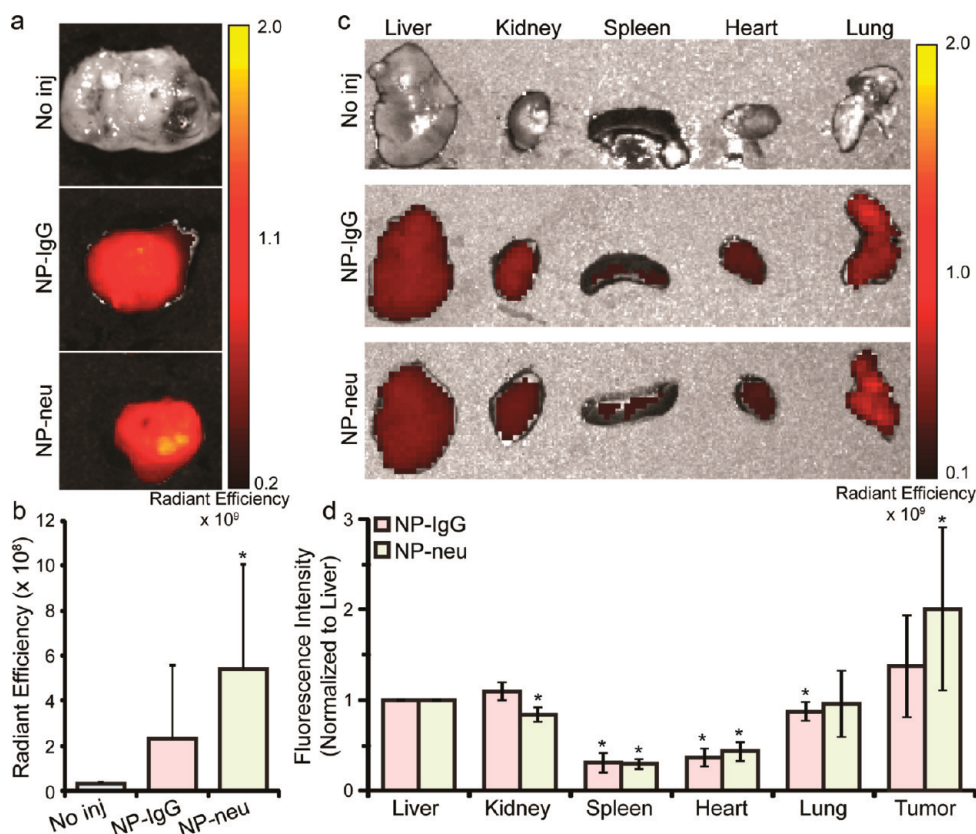 a
No inj
NP-IgG
NP-neu
2.0
1.1
0.2
Radiant Efficiency
x 10⁹
c
Liver Kidney Spleen Heart Lung
No inj
NP-IgG
NP-neu
2.0
1.0
0.1
Radiant Efficiency
x 10⁹
b
Radiant Efficiency (x 10⁸)
12
10
8
6
4
2
0
*
No inj NP-IgG NP-neu
d
Fluorescence Intensity
(Normalized to Liver)
3
2
1
0
NP-IgG
NP-neu
* * * * * * *
Liver Kidney Spleen Heart Lung Tumor